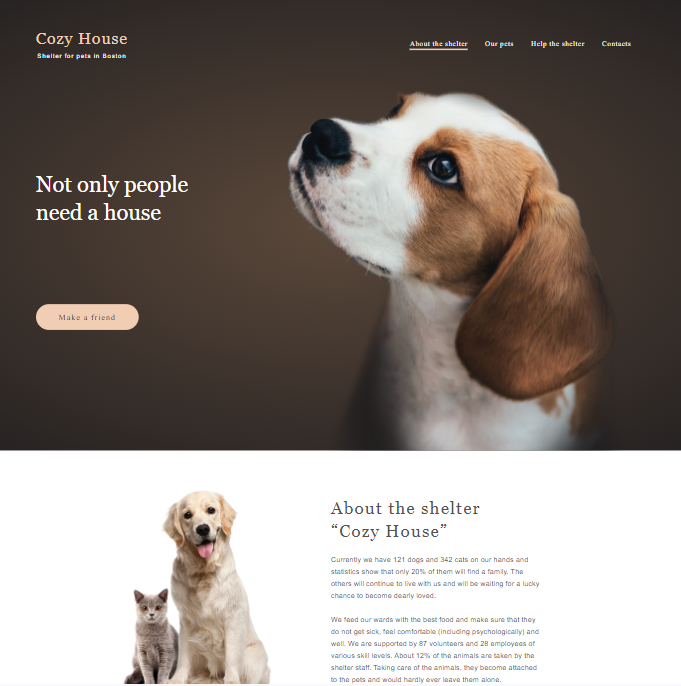 Cozy House
Shelter for pets in Boston
About the shelter
Our pets
Help the shelter
Contacts
Not only people
need a house
Make a friend
About the shelter
“Cozy House”
Currently we have 121 dogs and 342 cats on our hands and
statistics show that only 20% of them will find a family. The
others will continue to live with us and will be waiting for a lucky
chance to become dearly loved.
We feed our wards with the best food and make sure that they
do not get sick, feel comfortable (including psychologically) and
well. We are supported by 87 volunteers and 28 employees of
various skill levels. About 12% of the animals are taken by the
shelter staff. Taking care of the animals, they become attached
to the pets and would hardly ever leave them alone.